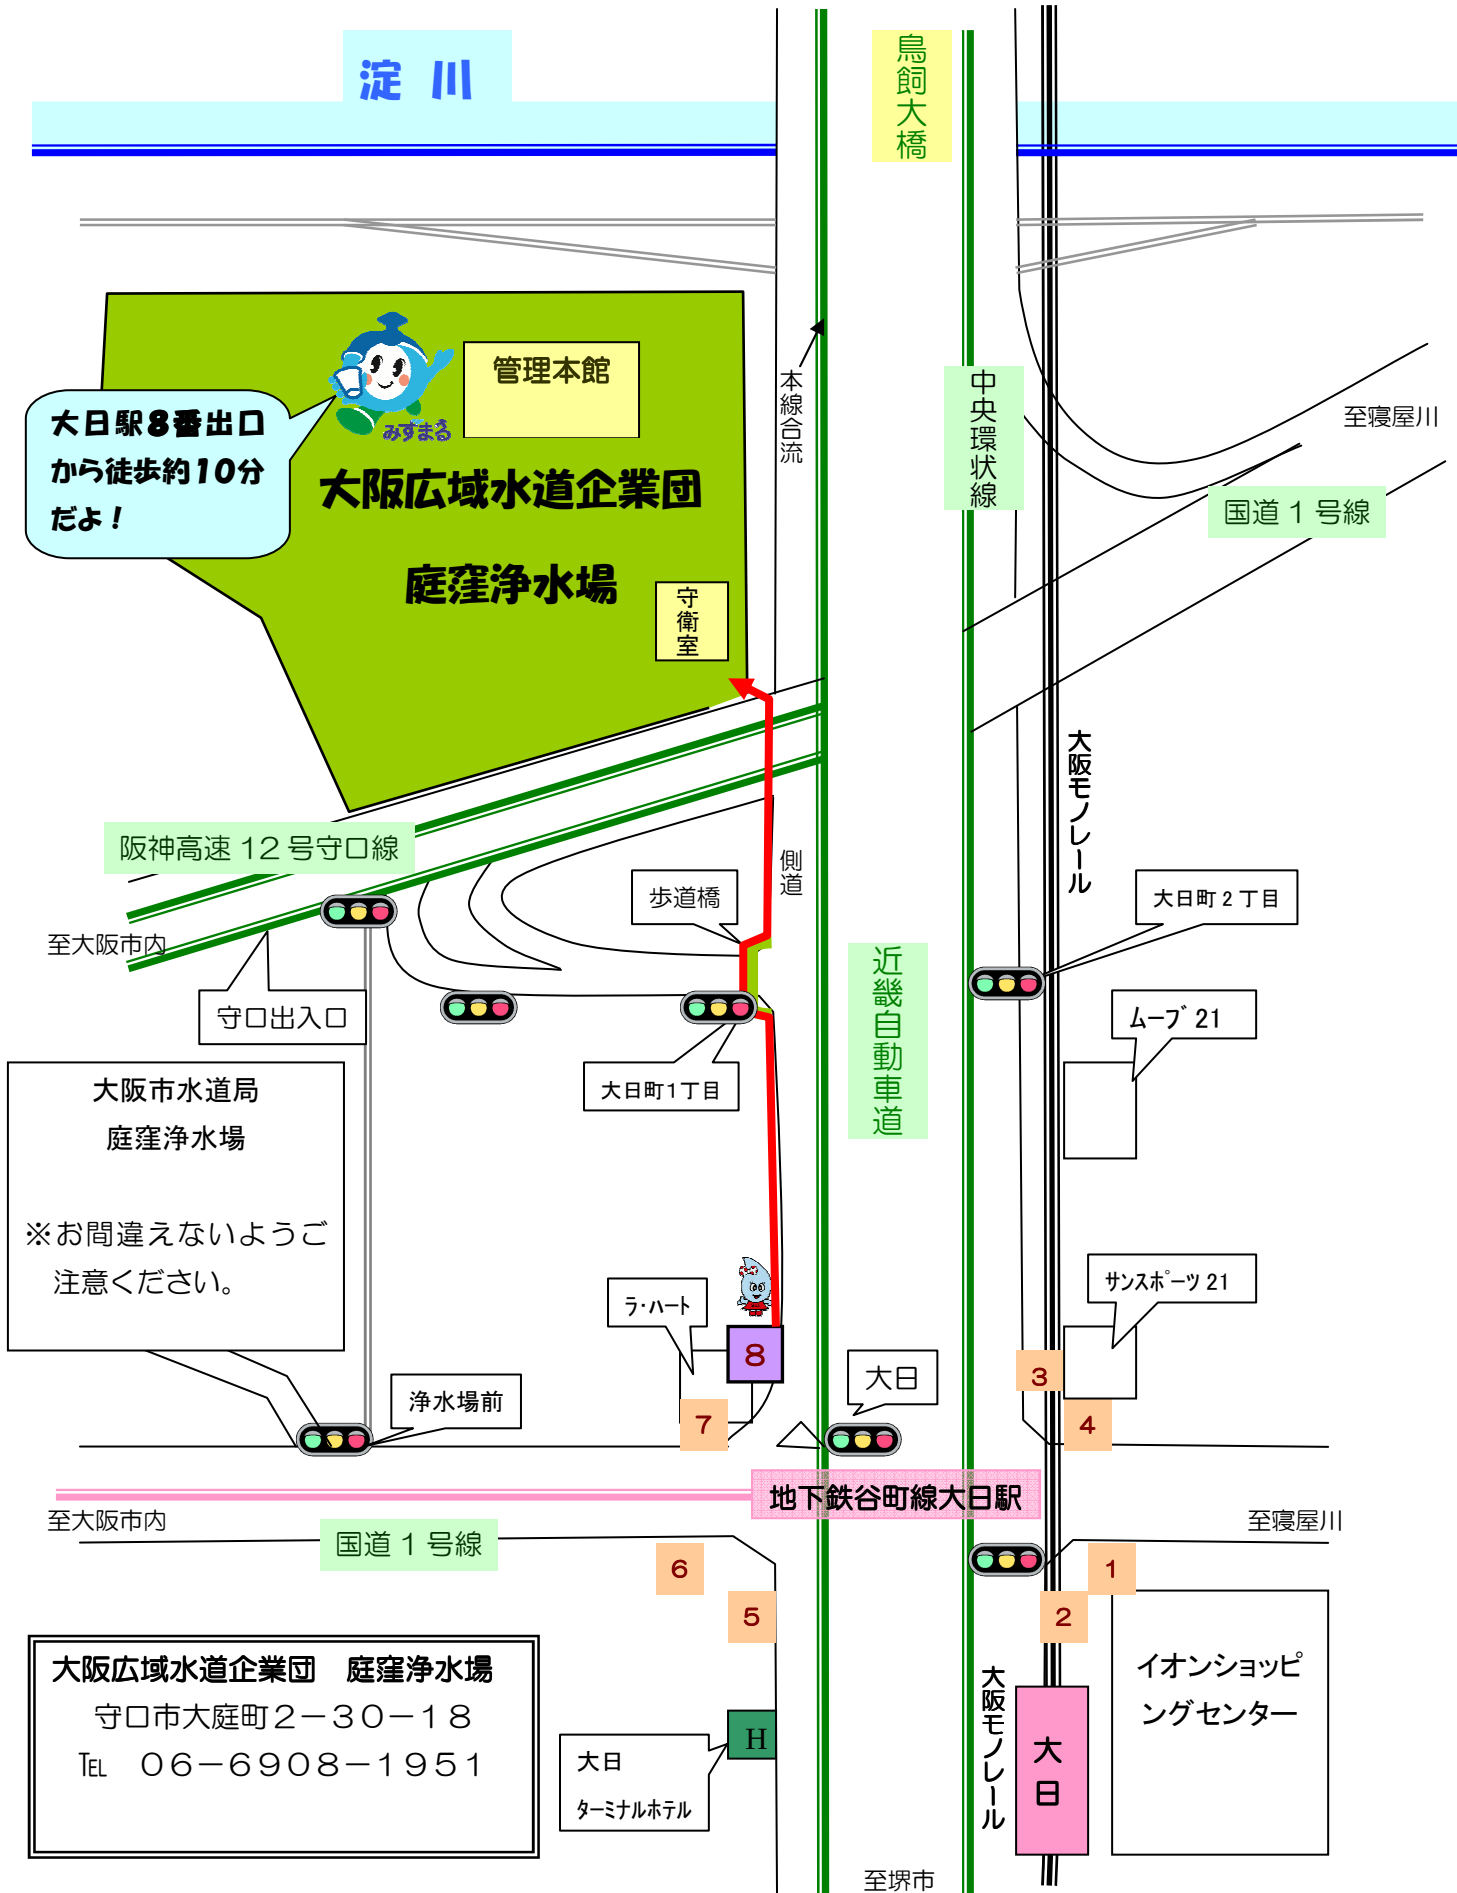 淀 川
鳥飼大橋
管理本館
みずまる
大日駅8番出口
から徒歩約10分
だよ！
大阪広域水道企業団
庭窪浄水場
守衛室
本線合流
中央環状線
至寝屋川
国道１号線
大阪モノレール
阪神高速12号守口線
側道
歩道橋
大日町２丁目
至大阪市内
守口出入口
近畿自動車道
ﾑｰﾌﾞ 21
大阪市水道局
庭窪浄水場
※お間違えないようご
注意ください。
大日町１丁目
ｻﾝｽﾎﾟｰﾂ 21
ﾗ･ﾊｰﾄ
8
大日
3
浄水場前
7
4
地下鉄谷町線大日駅
至大阪市内
至寝屋川
国道１号線
6
1
5
2
大阪広域水道企業団　庭窪浄水場
守口市大庭町２－３０－１８
℡　０６－６９０８－１９５１
H
大日
ﾀｰﾐﾅﾙﾎﾃﾙ
大阪モノレール
大日
イオンショッピ
ングセンター
至堺市